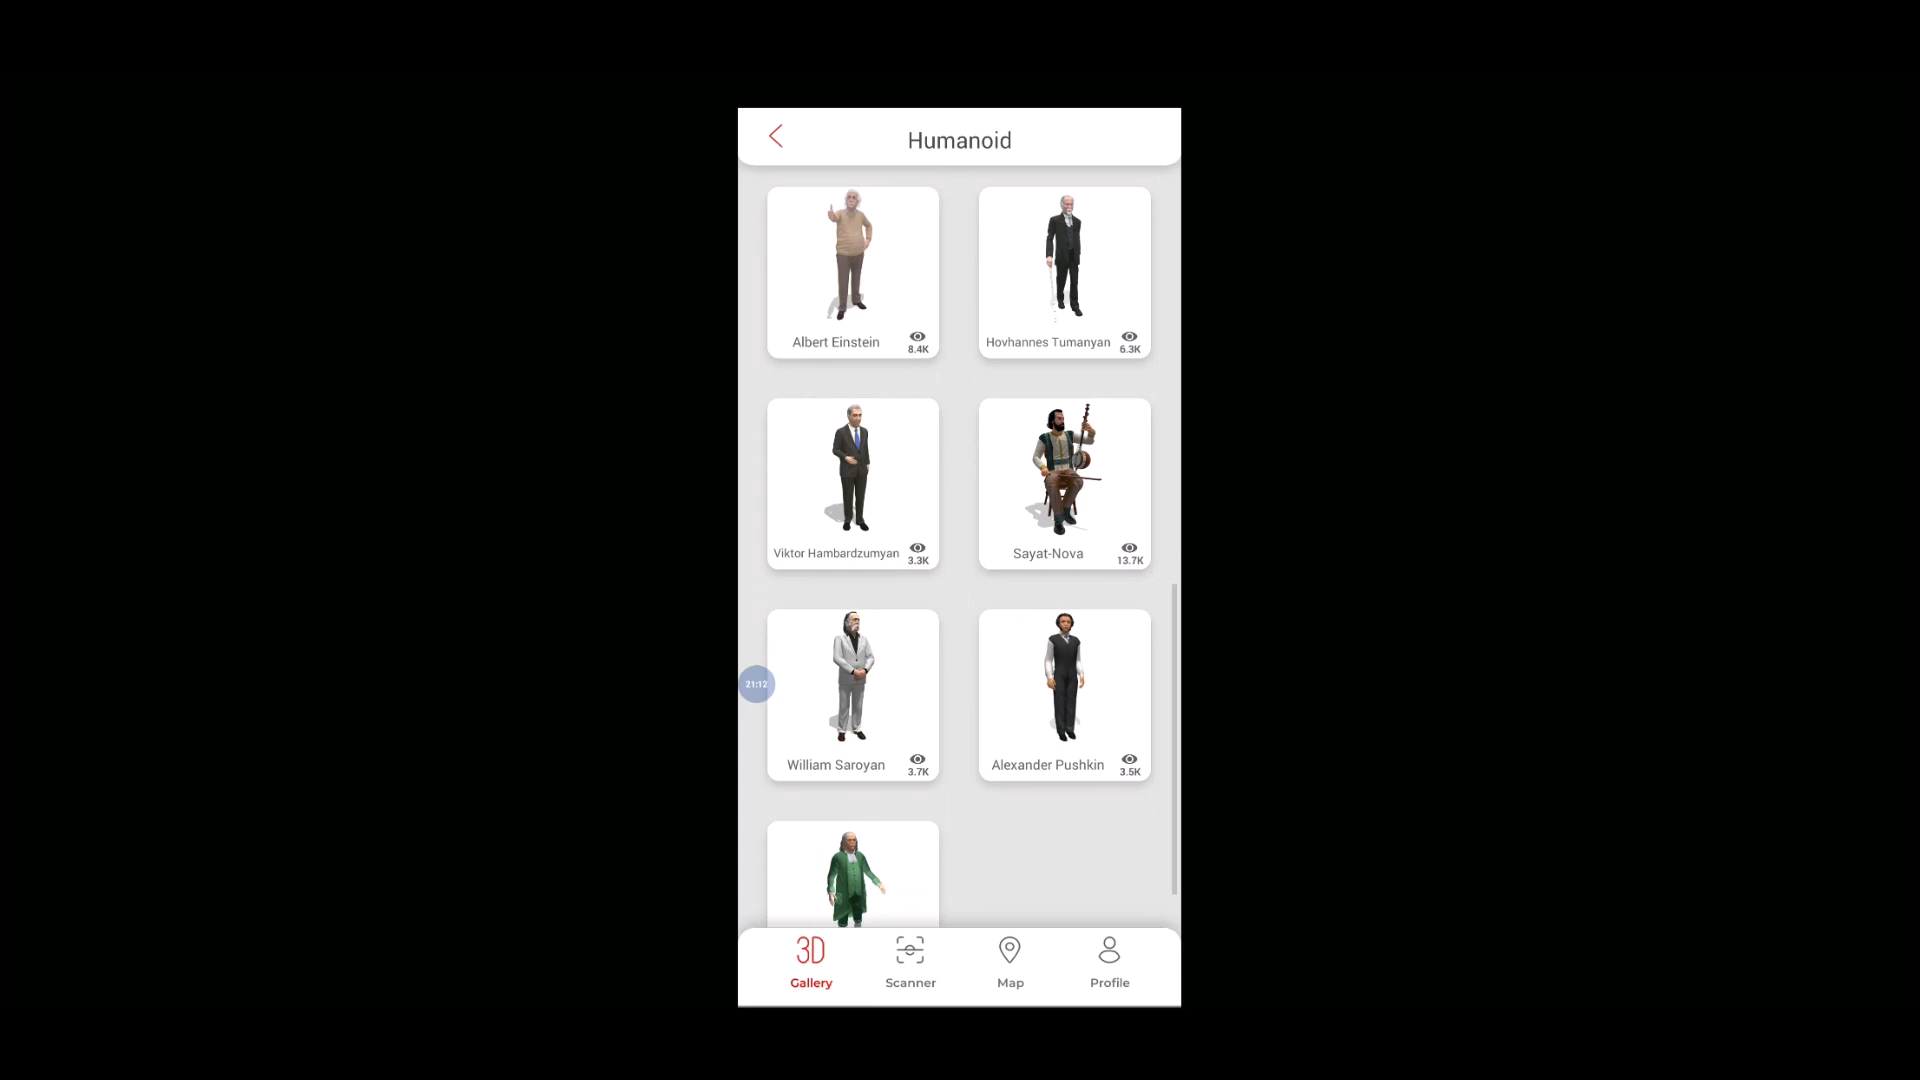 Humanoid
Albert Einstein
8.4K
Hovhannes Tumanyan
6.3K
Viktor Hambardzumyan
3.3K
Sayat-Nova
13.7K
21:12
William Saroyan
3.7K
Alexander Pushkin
3.5K
3D
Gallery
Scanner
Map
Profile